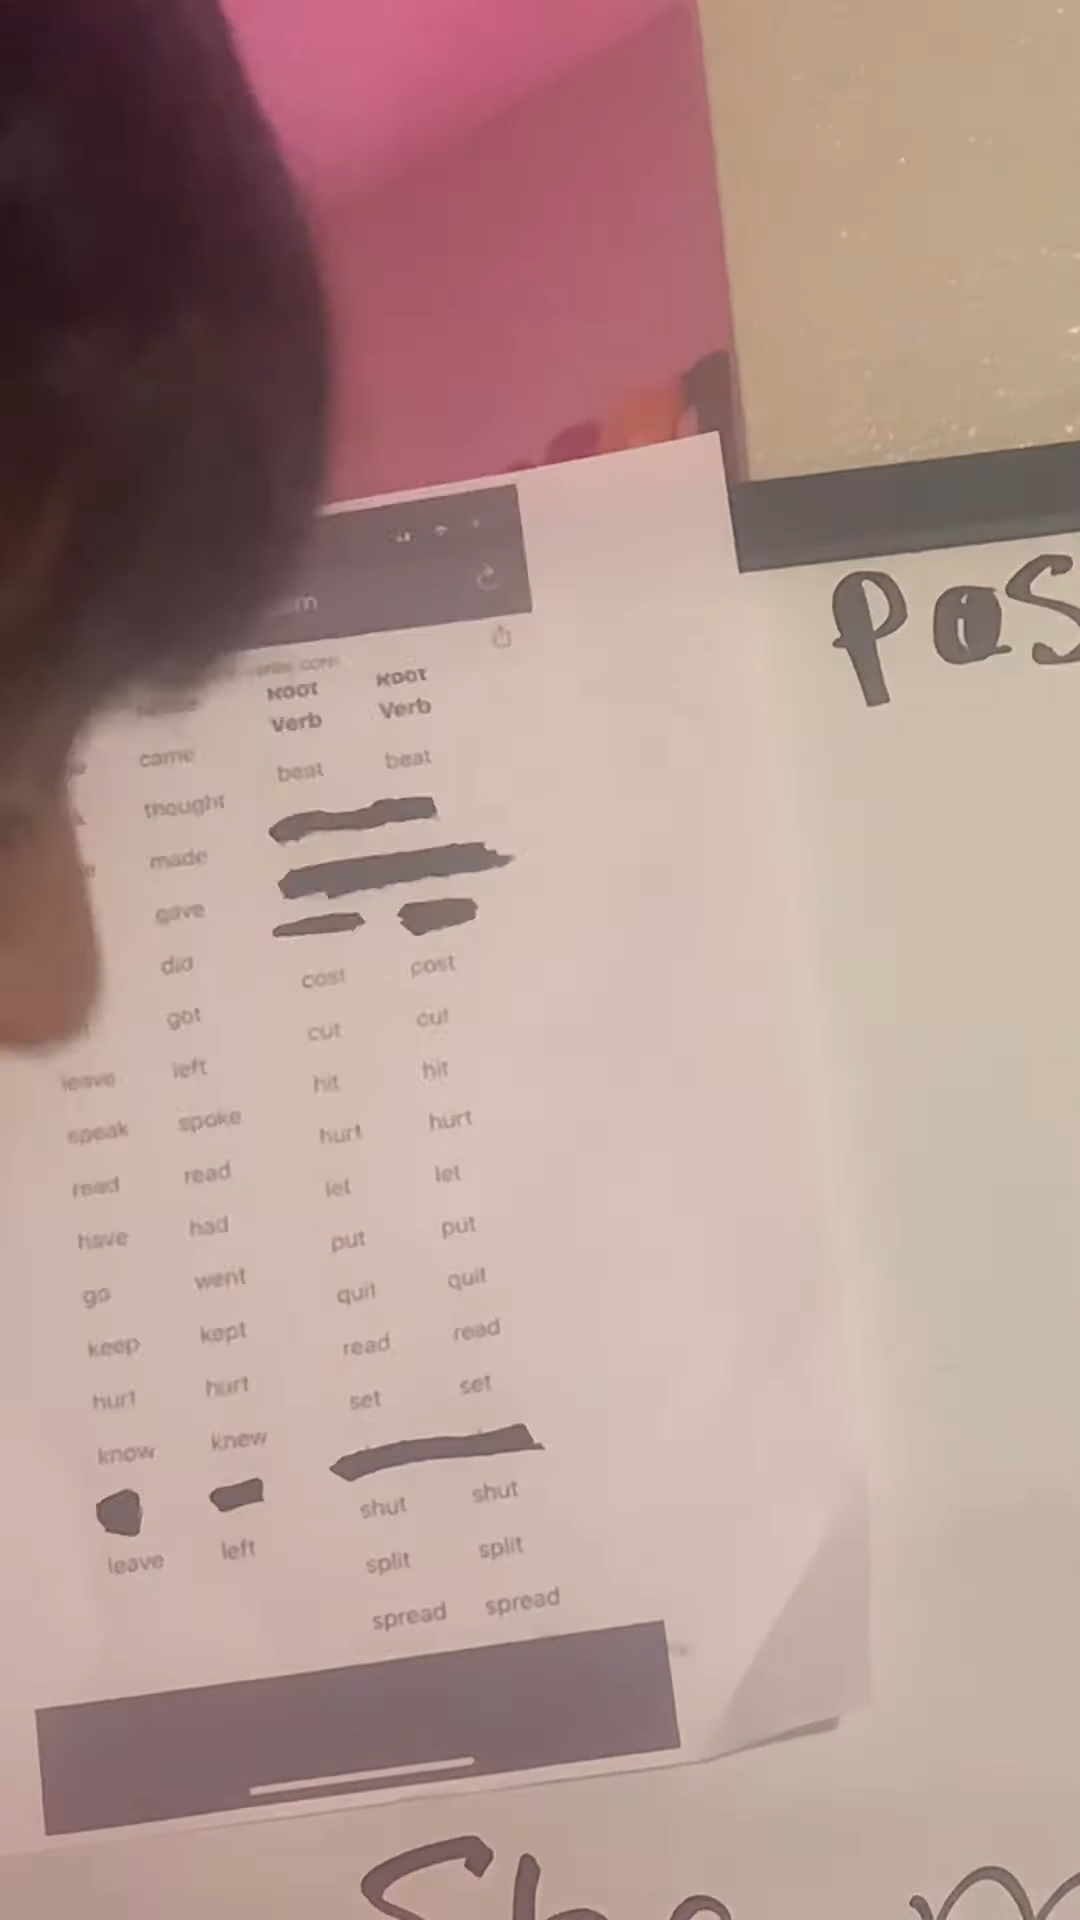 Root Root
Verb Verb
came beat beat
thought
made
gave
did cost cost
got cut cut
leave left hit hit
speak spoke hurt hurt
read read let let
have had put put
go went quit quit
keep kept read read
hurt hurt set set
know knew
shut shut
leave left split split
spread spread
Pas
She m